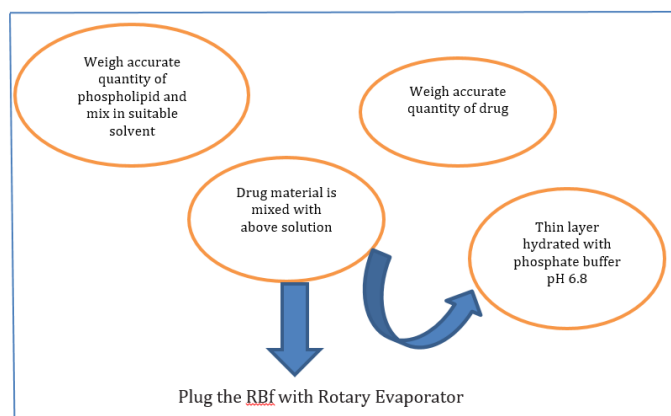 Weigh accurate
quantity of
phospholipid and
mix in suitable
solvent
Weigh accurate
quantity of drug
Drug material is
mixed with
above solution
Thin layer
hydrated with
phosphate buffer
pH 6.8
Plug the RBf with Rotary Evaporator